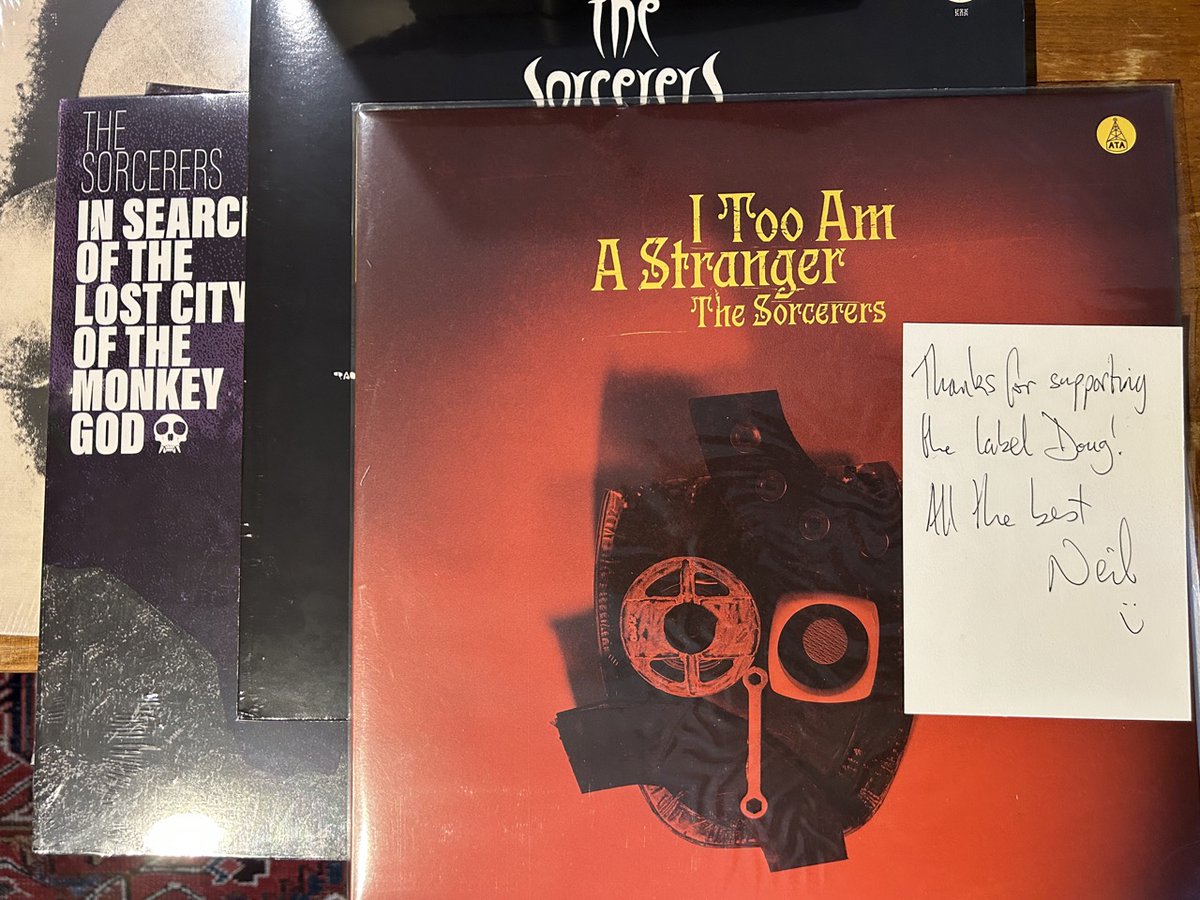 the
Sorcerers
THE
SORCERERS
IN SEARC
OF THE
LOST CITY
OF THE
MONKEY
GOD
ATA
I Too Am
A Stranger
The Sorcerers
Thanks for supporting
the label Doug!
All the best
Neil